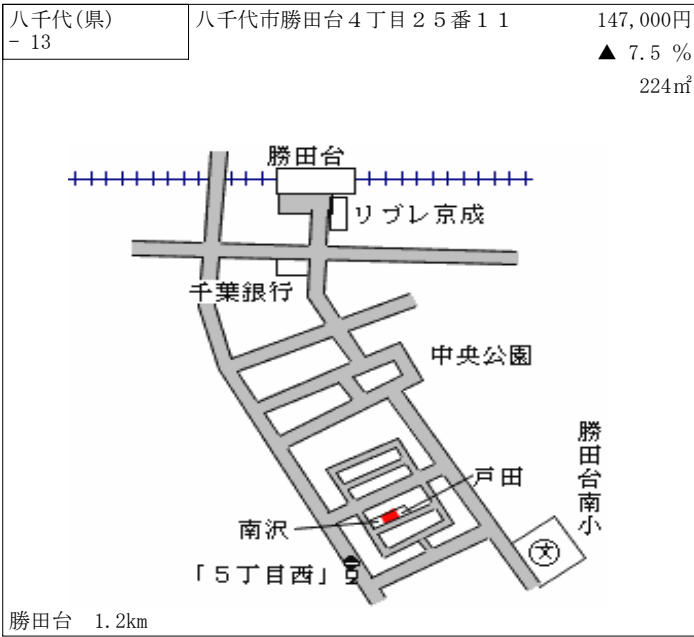 八千代(県)
- 13
八千代市勝田台４丁目２５番１１
147,000円
▲ 7.5 %
224㎡
勝田台
リブレ京成
千葉銀行
中央公園
勝田台南小
文
戸田
南沢
「５丁目西」
勝田台　1.2km